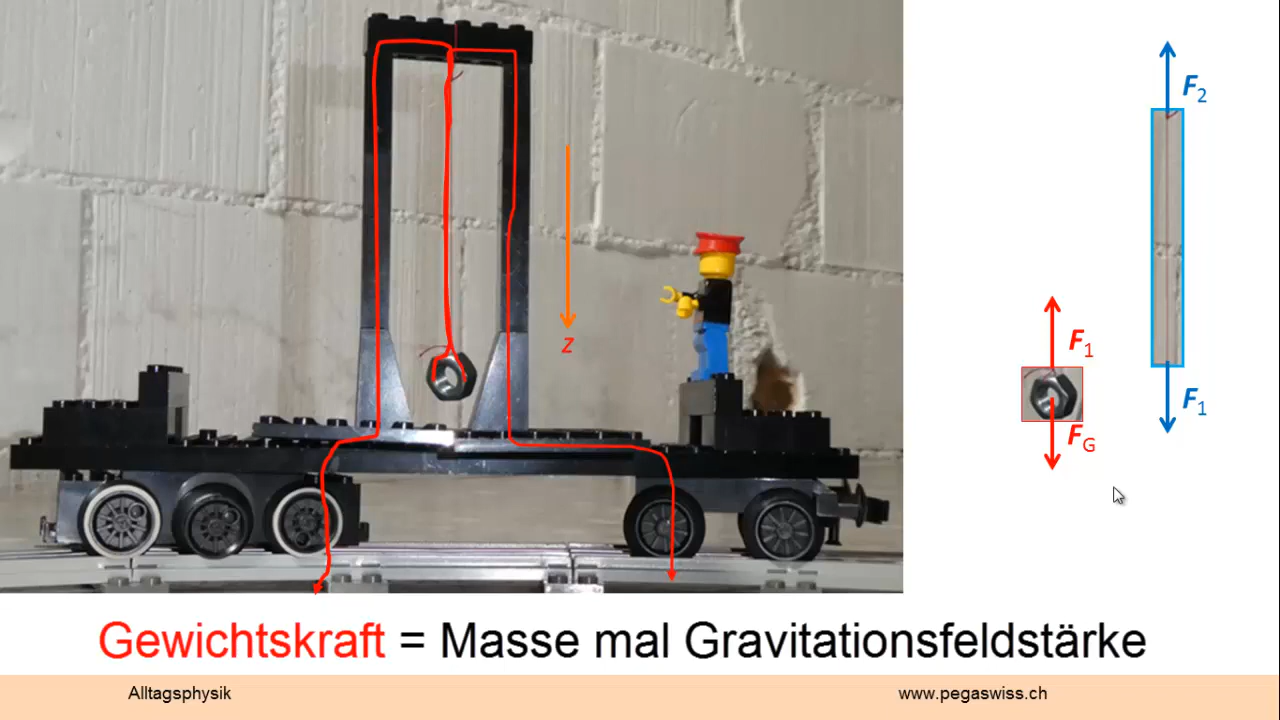 F2
z
F1
F1
FG
Gewichtskraft = Masse mal Gravitationsfeldstärke
Alltagsphysik
www.pegaswiss.ch